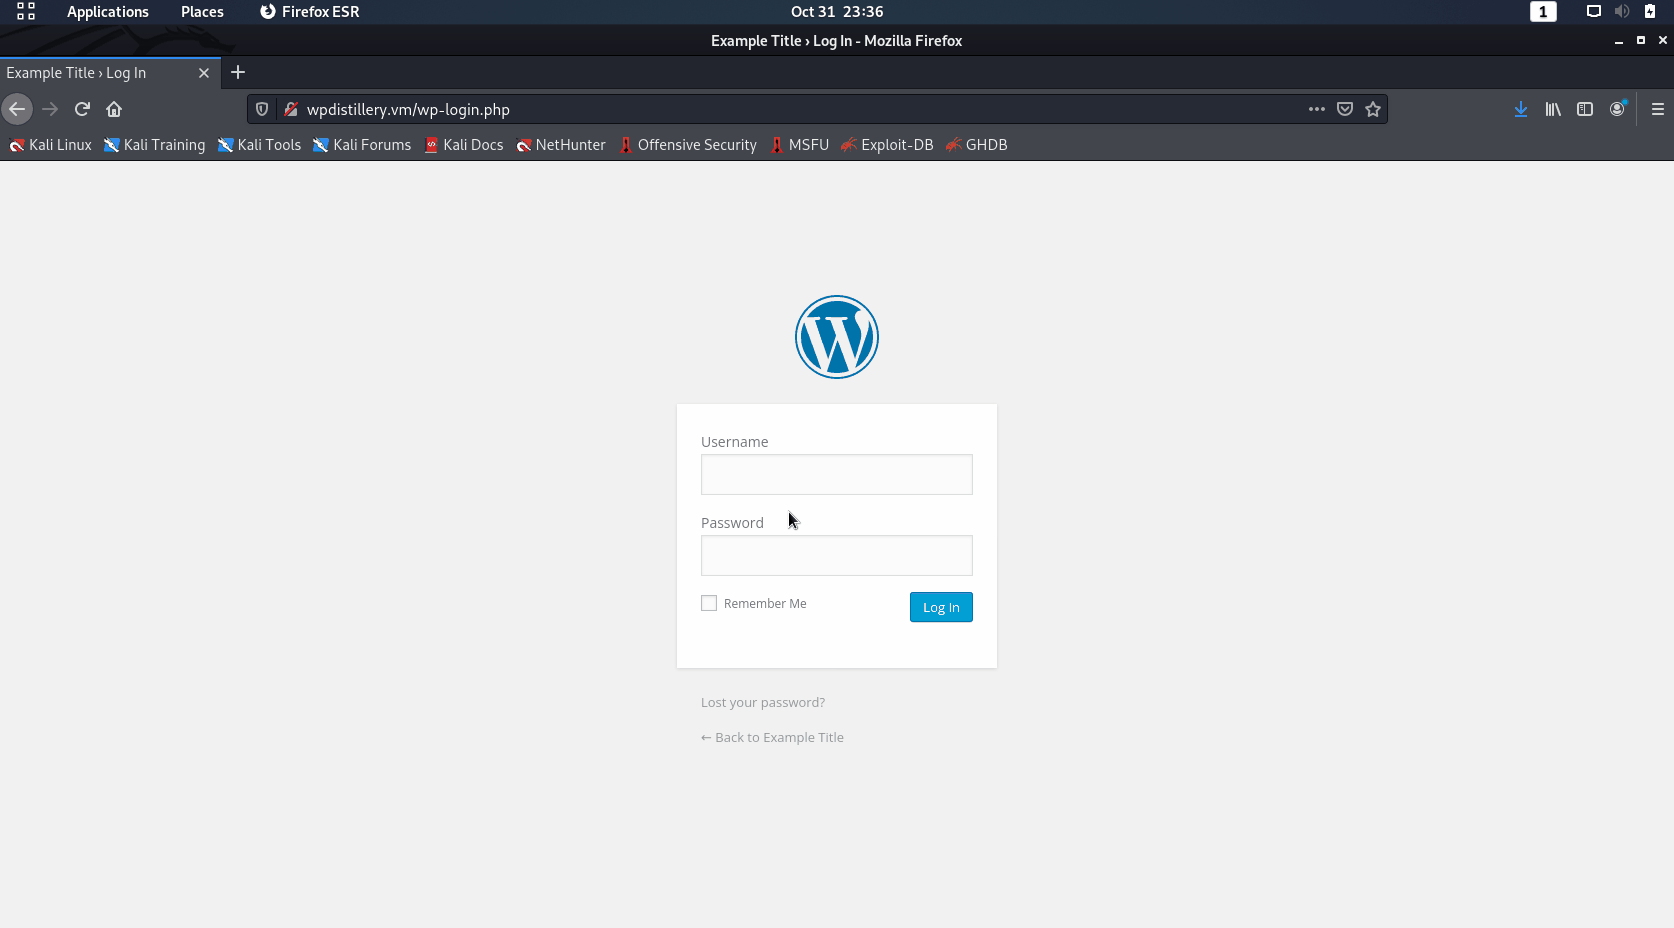 Applications Places Firefox ESR Oct 31 23:36 1
Example Title › Log In - Mozilla Firefox
Example Title › Log In
wpdistillery.vm/wp-login.php
Kali Linux Kali Training Kali Tools Kali Forums Kali Docs NetHunter Offensive Security MSFU Exploit-DB GHDB
Username
Password
Remember Me Log In
Lost your password?
← Back to Example Title